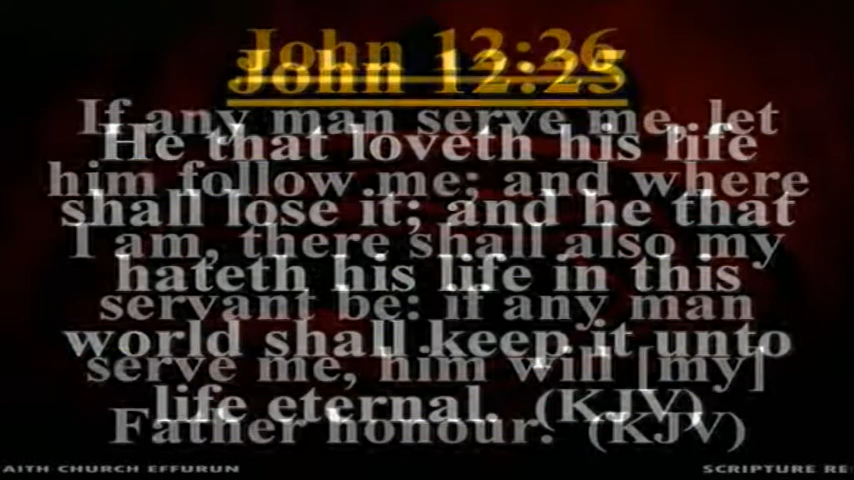 John 12:26
John 12:25
If any man serve me, let
He that loveth his life
him follow me; and where
shall lose it; and he that
I am, there shall also my
hateth his life in this
servant be: if any man
world shall keep it unto
serve me, him will [my]
life eternal. (KJV)
Father honour. (KJV)
AITH CHURCH EFFURUN
SCRIPTURE RE